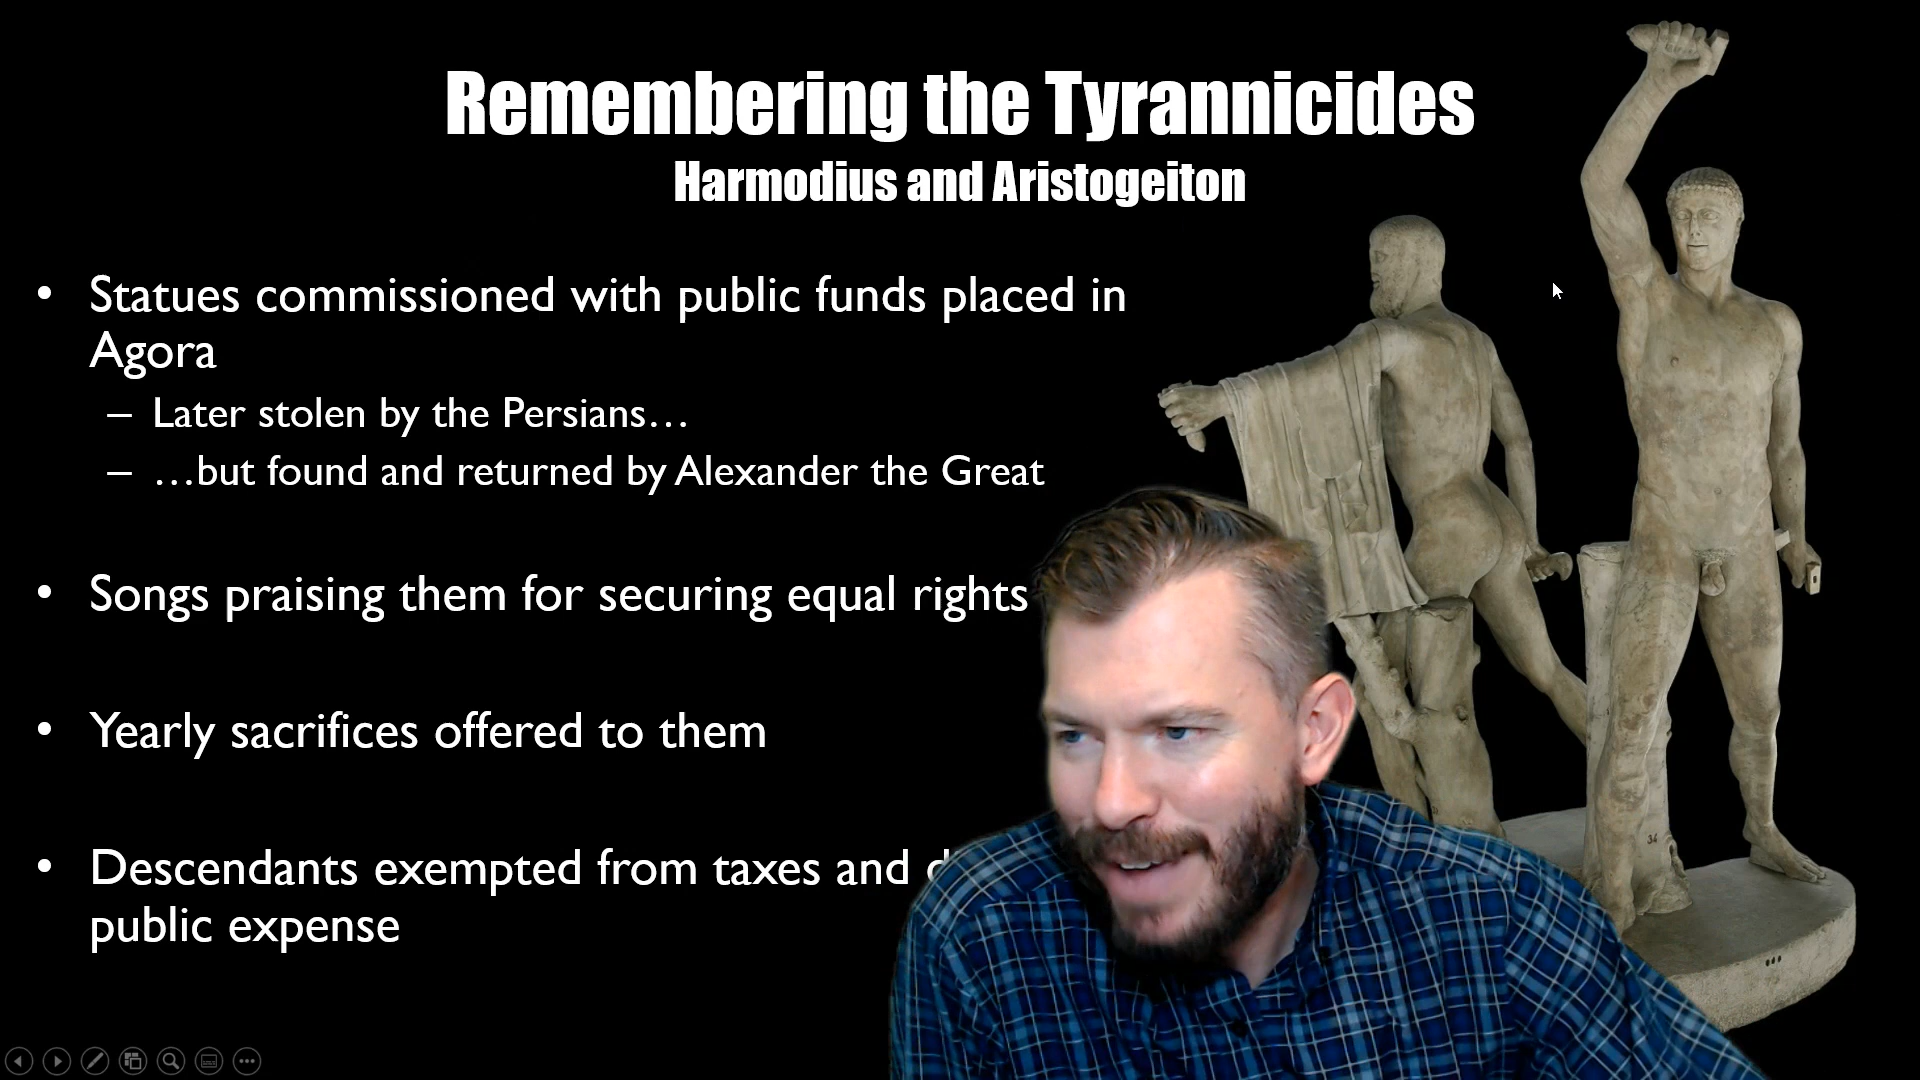 Remembering the Tyrannicides
Harmodius and Aristogeiton
• Statues commissioned with public funds placed in
Agora
– Later stolen by the Persians…
– …but found and returned by Alexander the Great
• Songs praising them for securing equal rights
• Yearly sacrifices offered to them
• Descendants exempted from taxes and
public expense
34